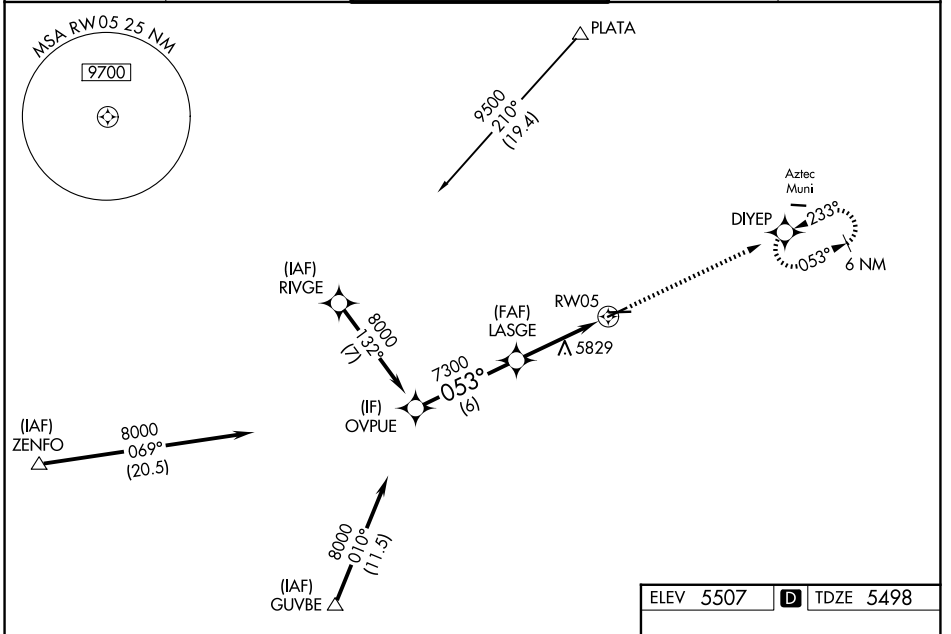 MSA RW05 25 NM
9700
PLATA
9500
210°
(19.4)
Aztec
Muni
DIYEP
233°
053°
6 NM
(IAF)
RIVGE
8000
132°
(7)
RW05
(FAF)
LASGE
5829
7300
053°
(6)
(IF)
OVPUE
(IAF)
ZENFO
8000
069°
(20.5)
8000
010°
(11.5)
(IAF)
GUVBE
ELEV 5507 D TDZE 5498